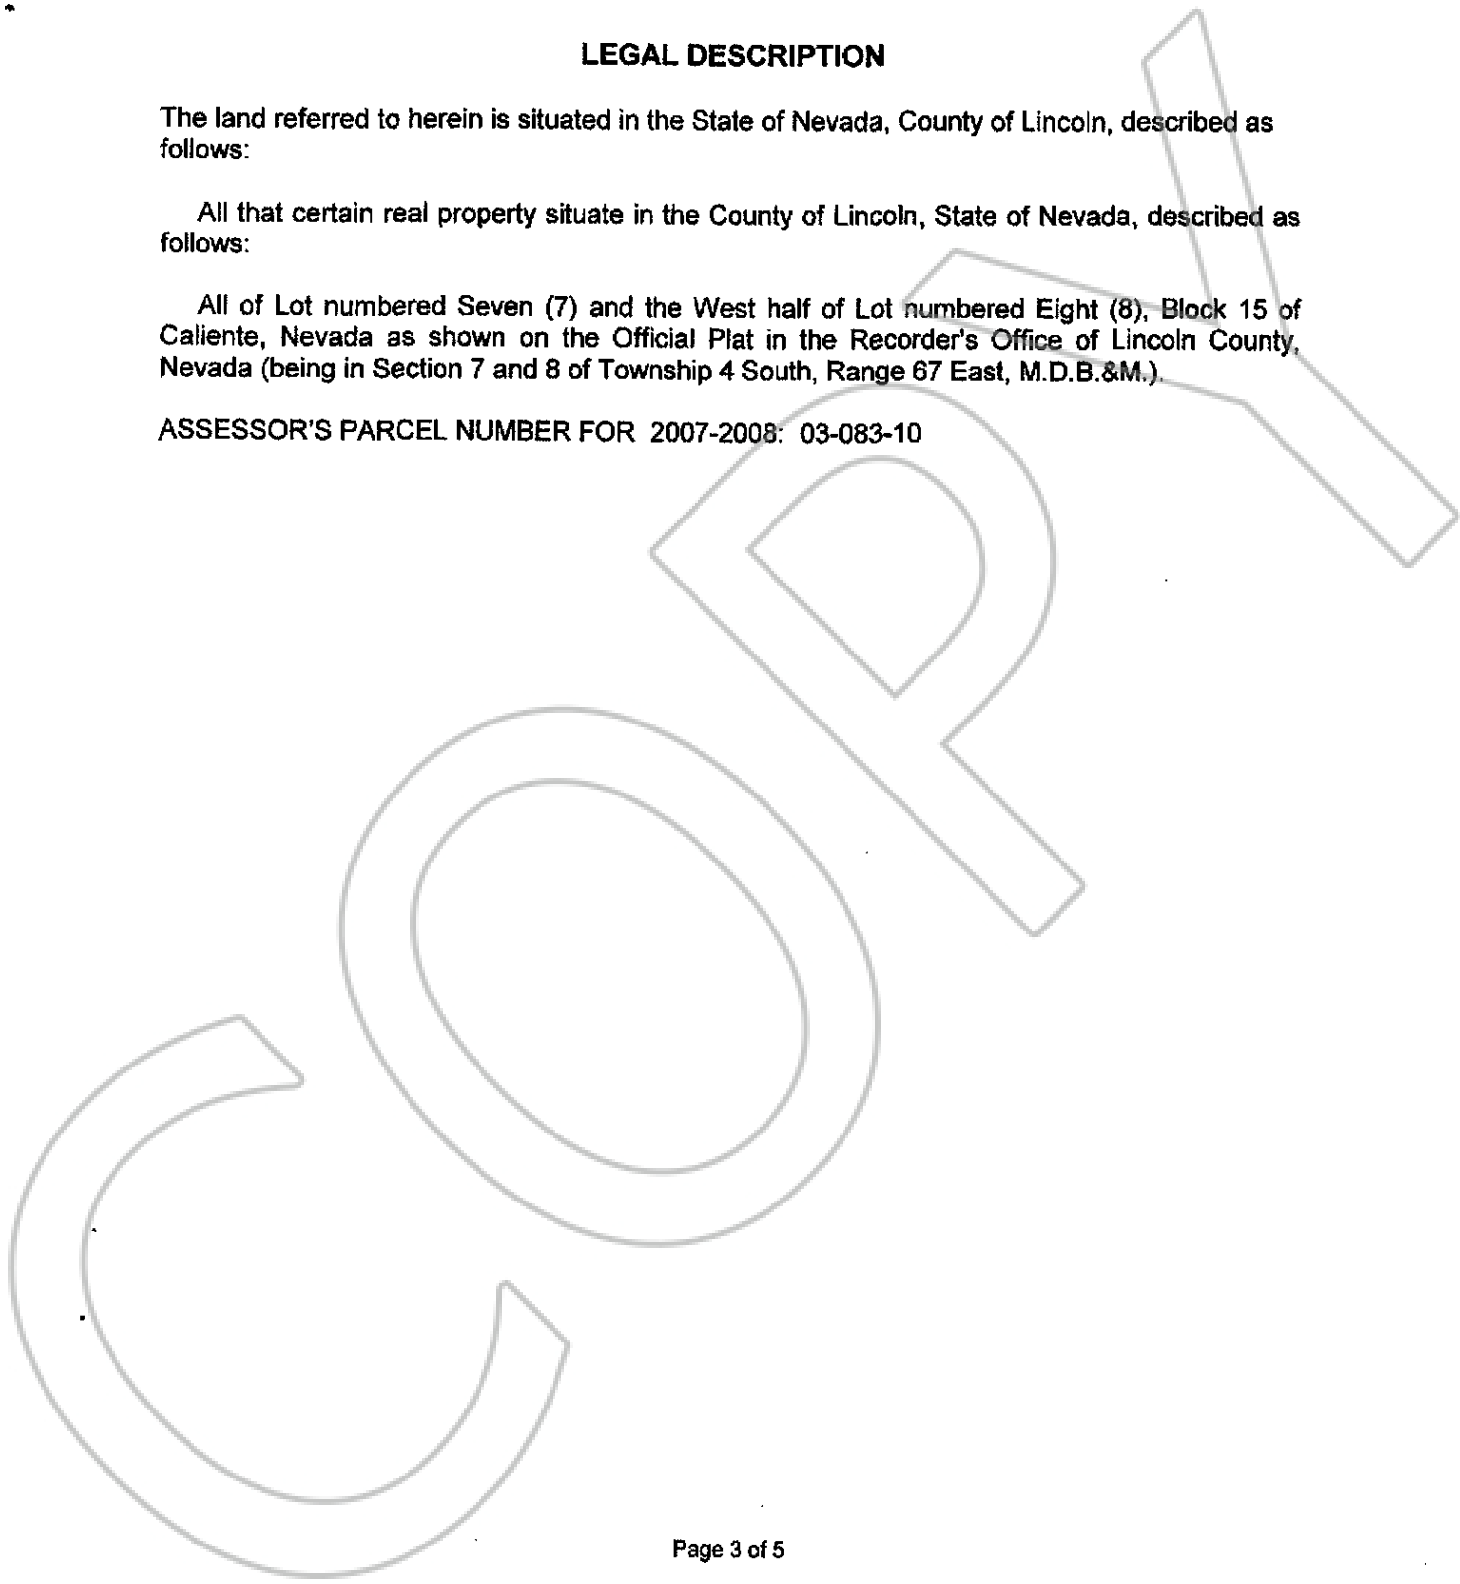 LEGAL DESCRIPTION
The land referred to herein is situated in the State of Nevada, County of Lincoln, described as
follows:
All that certain real property situate in the County of Lincoln, State of Nevada, described as
follows:
All of Lot numbered Seven (7) and the West half of Lot numbered Eight (8), Block 15 of
Caliente, Nevada as shown on the Official Plat in the Recorder's Office of Lincoln County,
Nevada (being in Section 7 and 8 of Township 4 South, Range 67 East, M.D.B.&M.).
ASSESSOR'S PARCEL NUMBER FOR 2007-2008: 03-083-10
COPY
Page 3 of 5